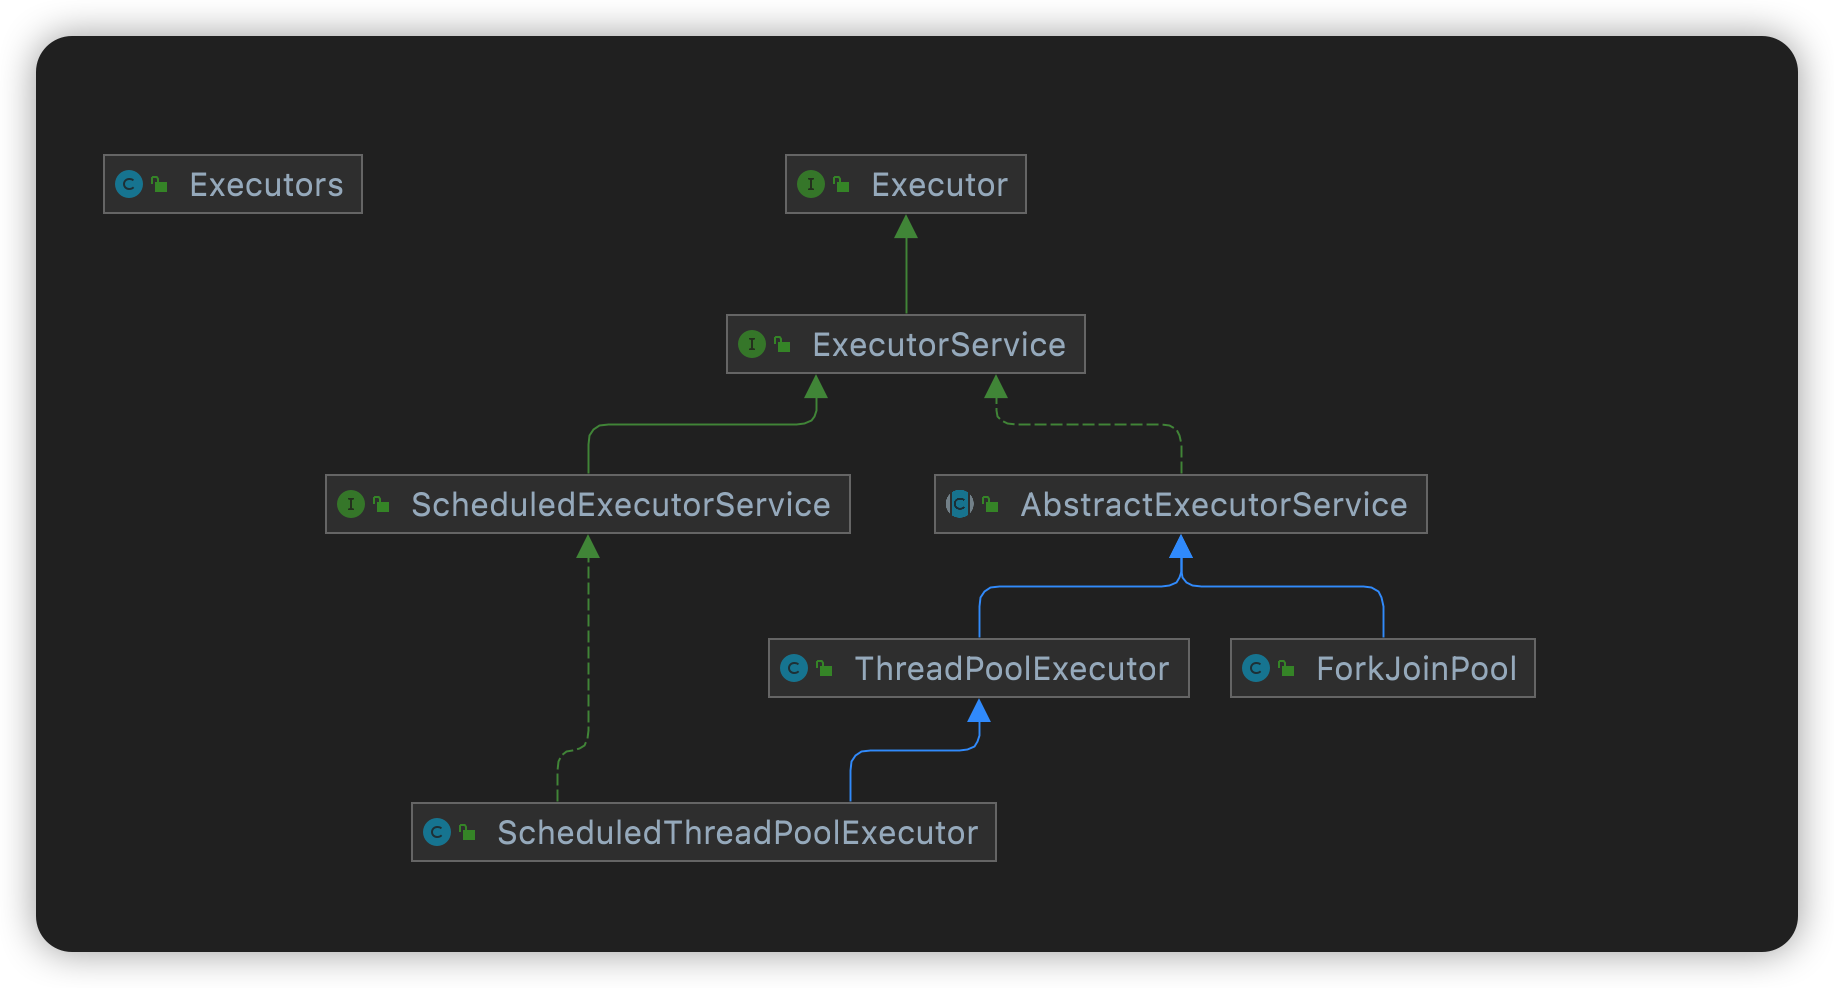 Executors
Executor
ExecutorService
ScheduledExecutorService
AbstractExecutorService
ThreadPoolExecutor
ForkJoinPool
ScheduledThreadPoolExecutor